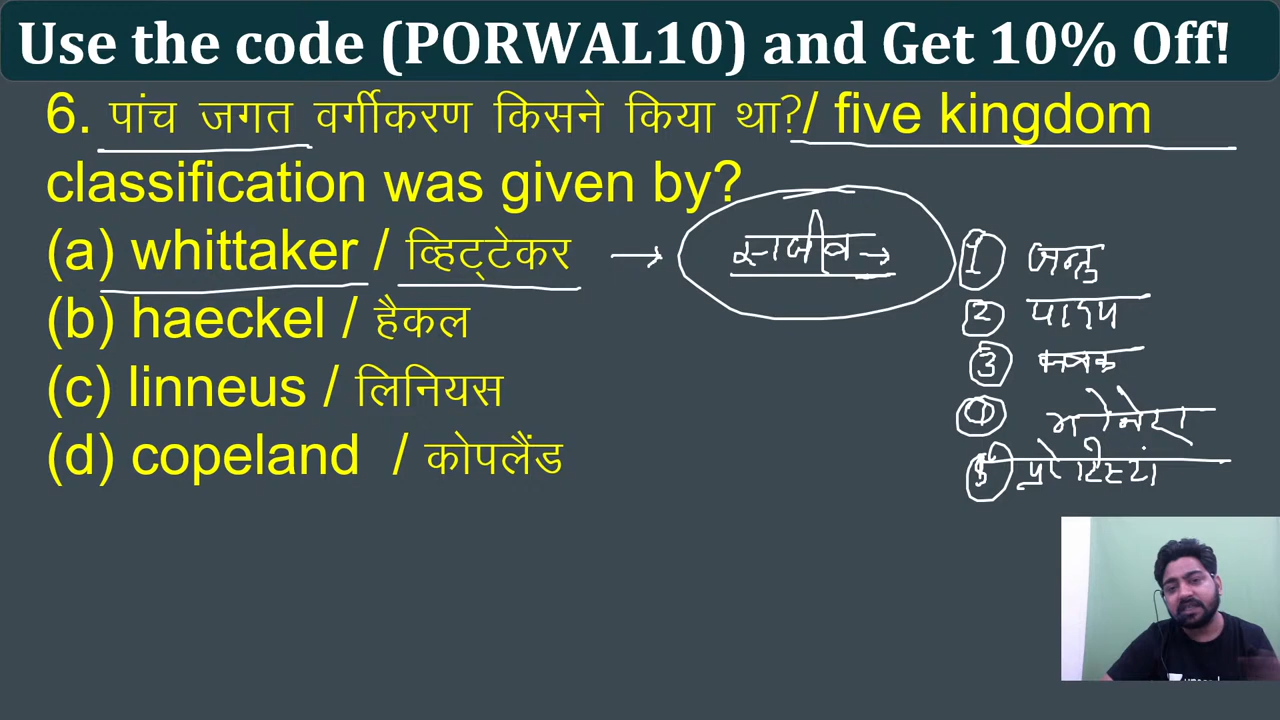 Use the code (PORWAL10) and Get 10% Off!
6. पांच जगत वर्गीकरण किसने किया था?/ five kingdom
classification was given by?
(a) whittaker / व्हिट्टेकर → सजीव →
(b) haeckel / हैकल
(c) linneus / लिनियस
(d) copeland / कोपलैंड
1 जन्तु
2 पादप
3 कवक
4 मोनेरा
5 प्रोटिस्टा